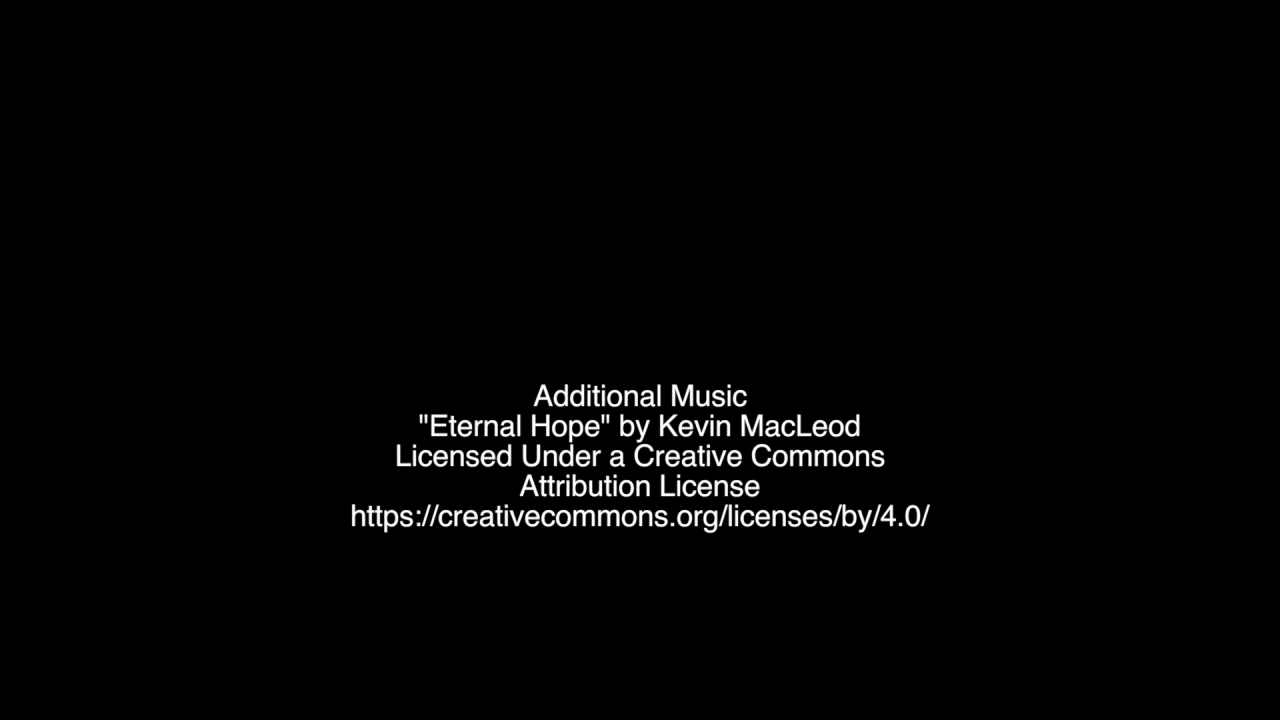 Additional Music
"Eternal Hope" by Kevin MacLeod
Licensed Under a Creative Commons
Attribution License
https://creativecommons.org/licenses/by/4.0/